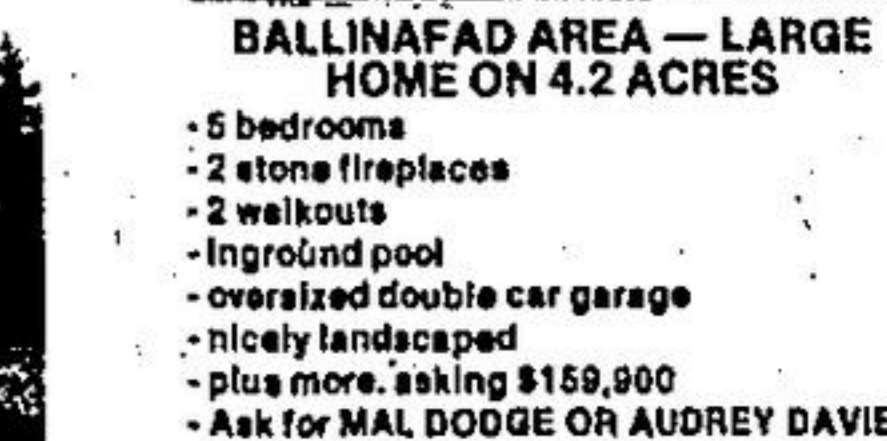 BALLINAFAD AREA — LARGE
HOME ON 4.2 ACRES
- 5 bedrooms
- 2 stone fireplaces
- 2 walkouts
- Inground pool
- oversized double car garage
- nicely landscaped
- plus more. asking $159,900
- Ask for MAL DODGE OR AUDREY